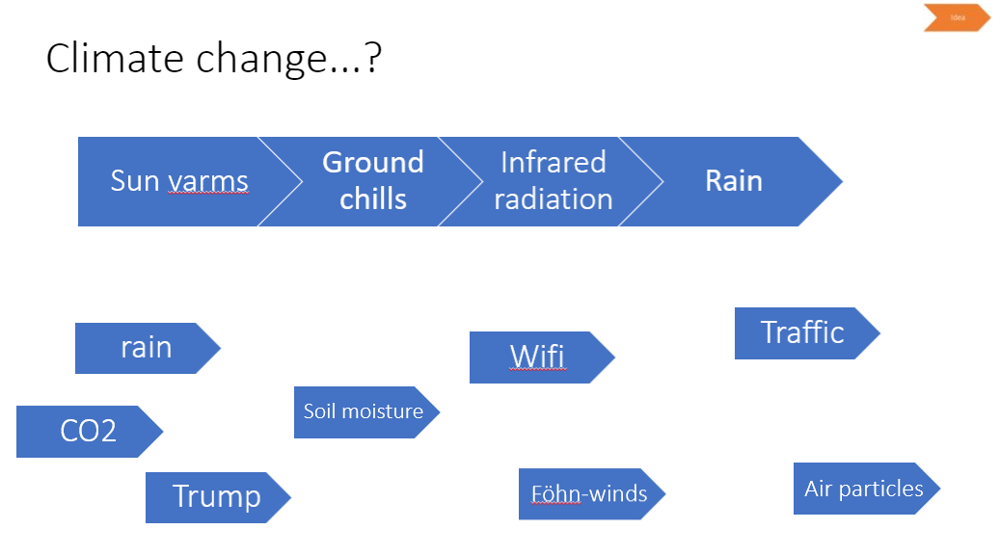 Idea
Climate change...?
Sun varms
Ground
chills
Infrared
radiation
Rain
rain
Wifi
Traffic
CO2
Soil moisture
Trump
Föhn-winds
Air particles